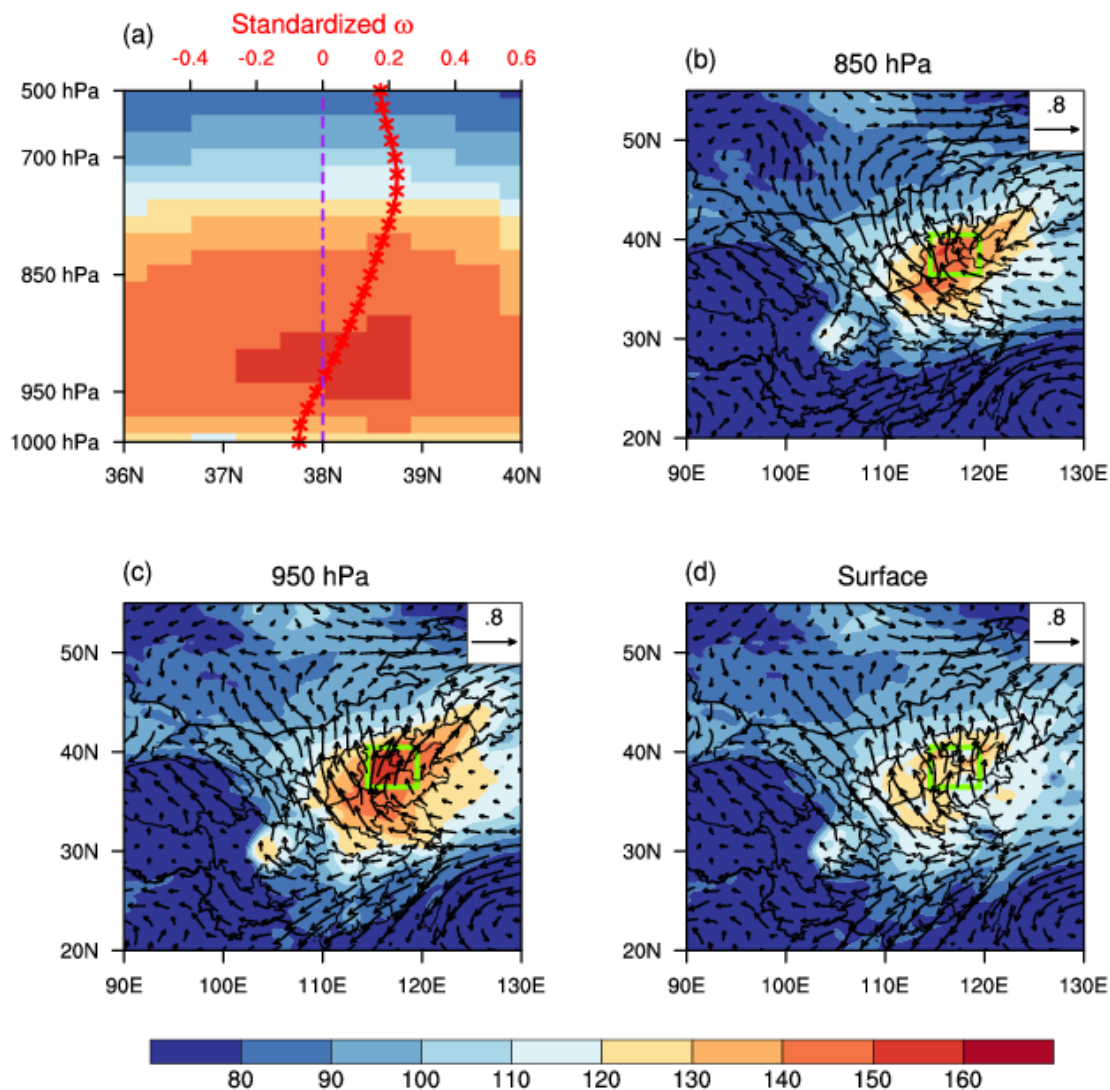 (a) Standardized ω
-0.4 -0.2 0 0.2 0.4 0.6
500 hPa
700 hPa
850 hPa
950 hPa
1000 hPa
36N 37N 38N 39N 40N
(b) 850 hPa
.8
50N
40N
30N
20N
90E 100E 110E 120E 130E
(c) 950 hPa
.8
50N
40N
30N
20N
90E 100E 110E 120E 130E
(d) Surface
.8
50N
40N
30N
20N
90E 100E 110E 120E 130E
80 90 100 110 120 130 140 150 160